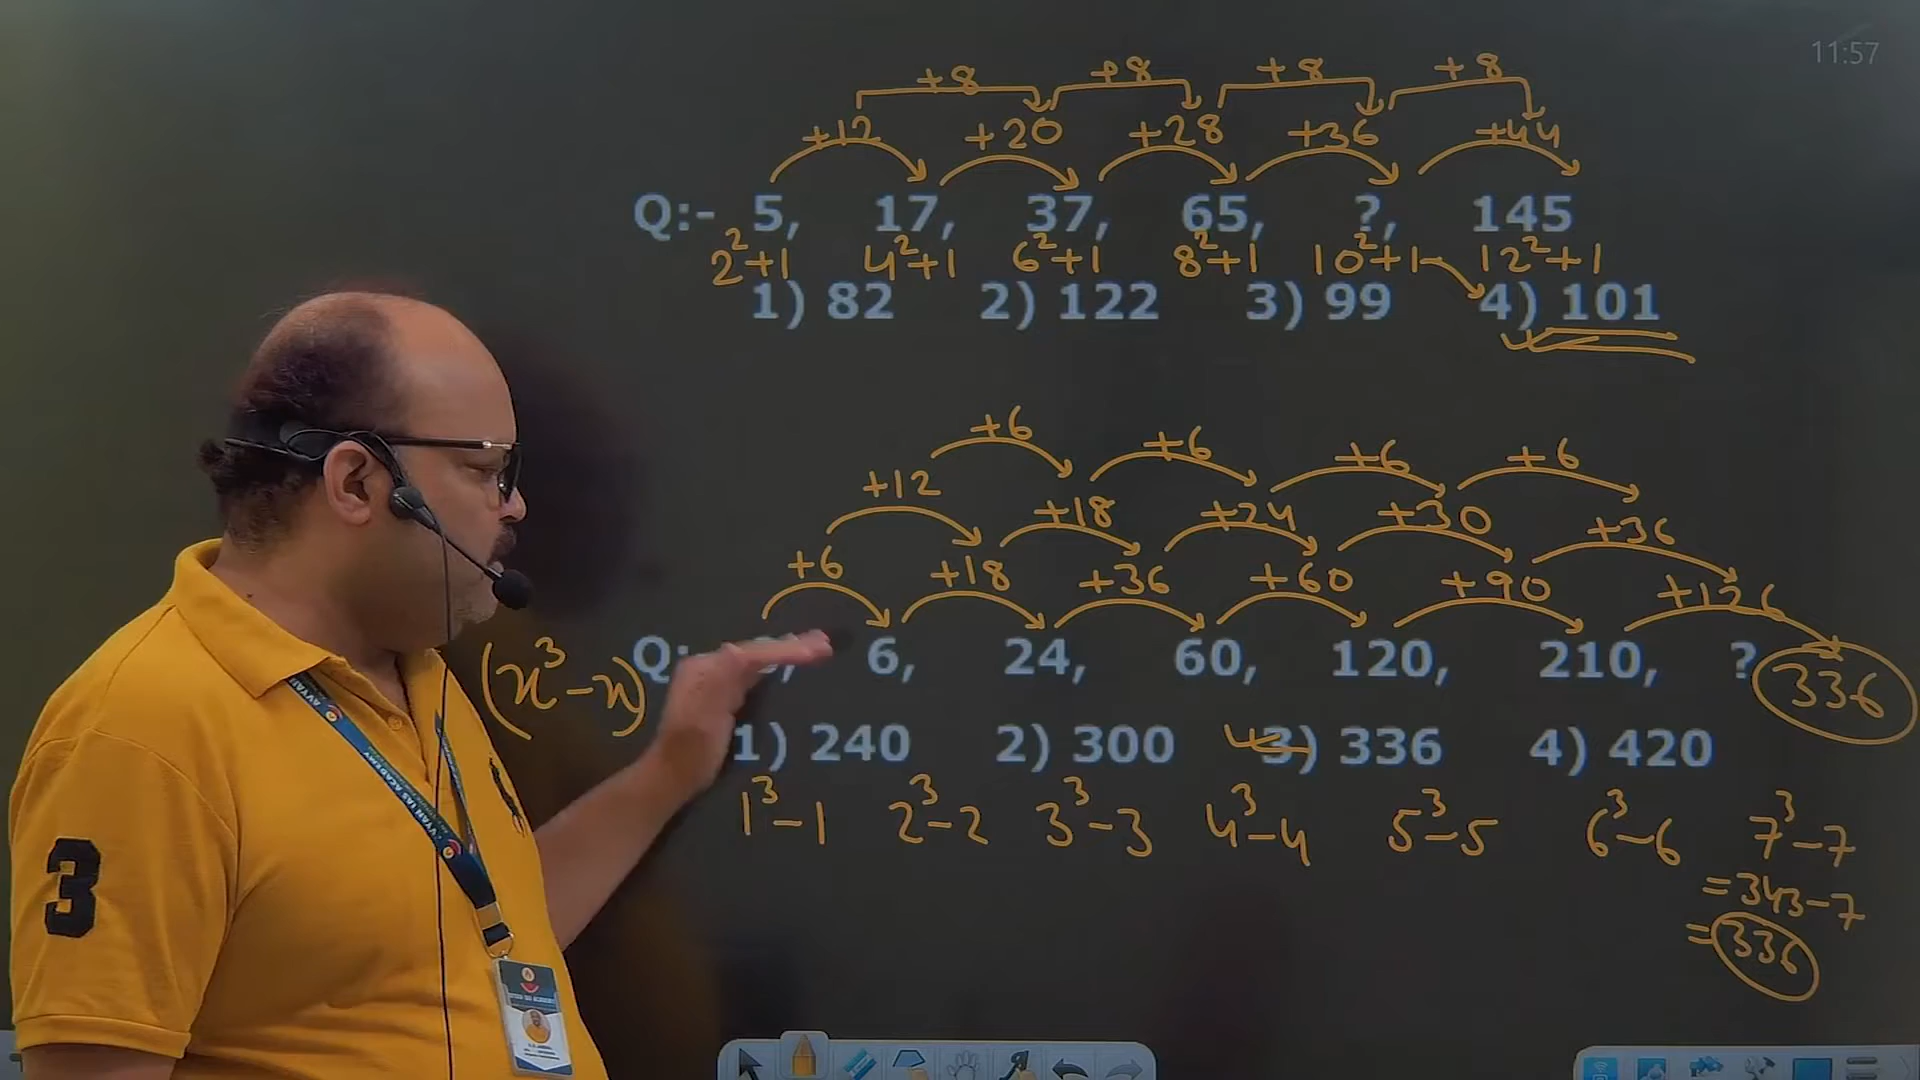 11:57
+8 +8 +8 +8
+12 +20 +28 +36 +44
Q:- 5, 17, 37, 65, ?, 145
2²+1 4²+1 6²+1 8²+1 10²+1 12²+1
1) 82 2) 122 3) 99 4) 101
+6 +6 +6 +6
+12 +18 +24 +30 +36
+6 +18 +36 +60 +90 +126
(x³-x) Q: 6, 24, 60, 120, 210, ? 336
1) 240 2) 300 3) 336 4) 420
1³-1 2³-2 3³-3 4³-4 5³-5 6³-6 7³-7
= 343-7
= 336
3